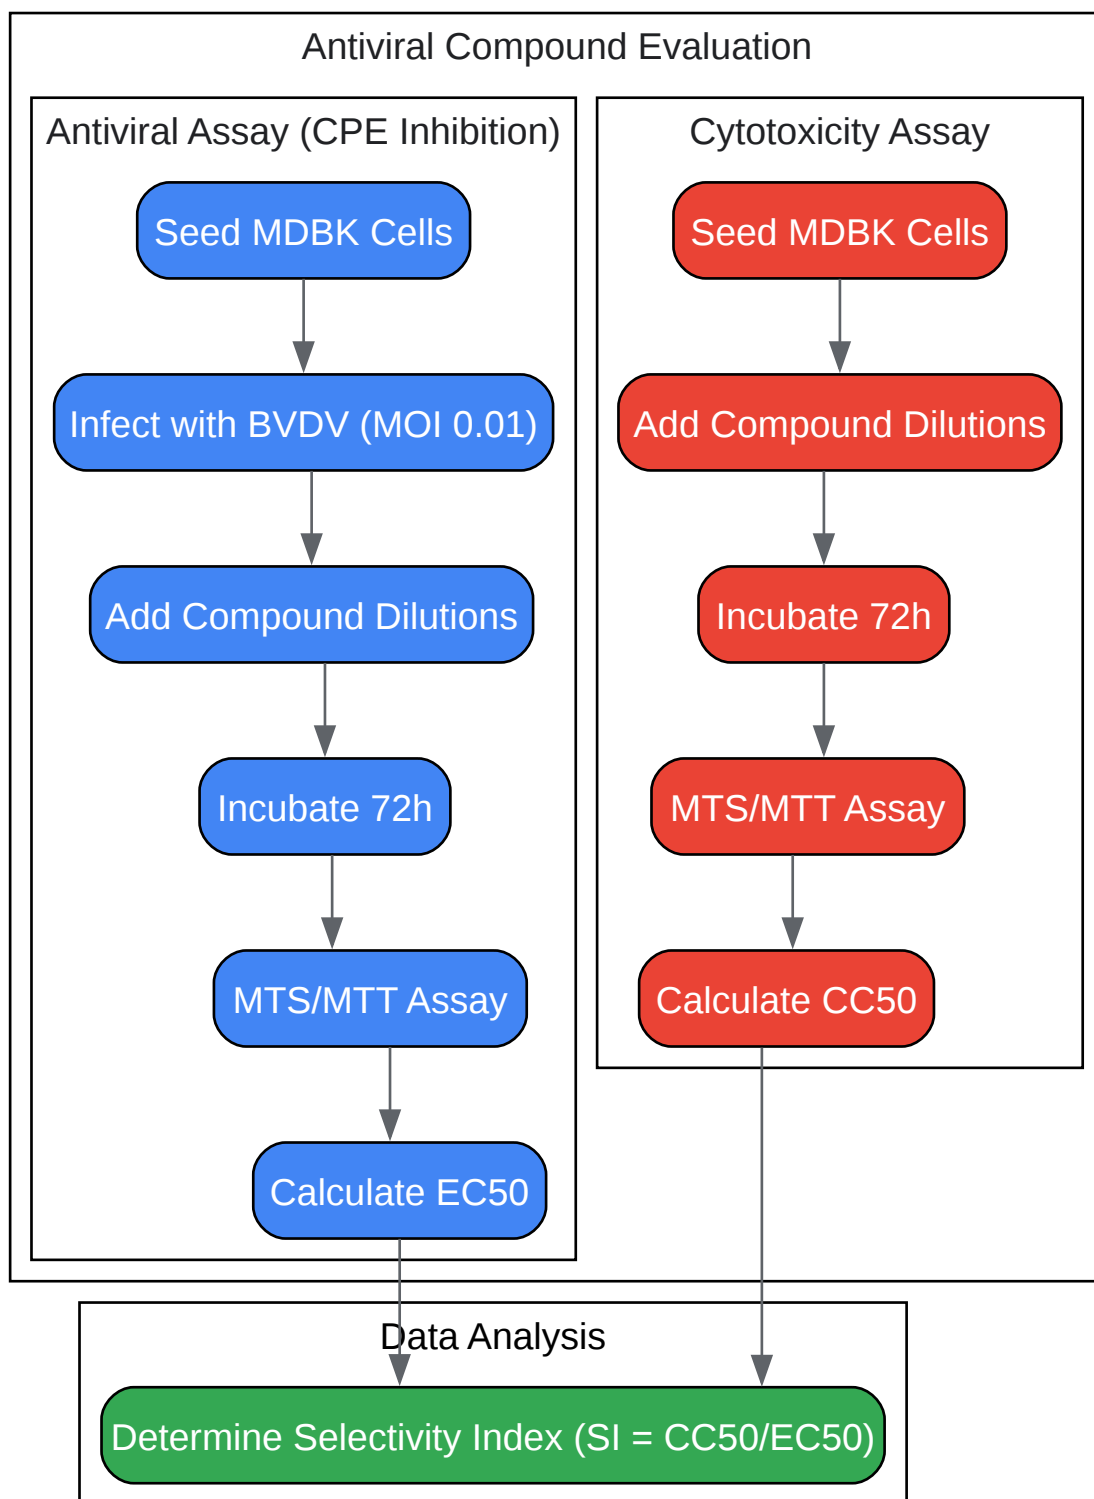 Antiviral Compound Evaluation
Antiviral Assay (CPE Inhibition)
Seed MDBK Cells
Infect with BVDV (MOI 0.01)
Add Compound Dilutions
Incubate 72h
MTS/MTT Assay
Calculate EC50
Cytotoxicity Assay
Seed MDBK Cells
Add Compound Dilutions
Incubate 72h
MTS/MTT Assay
Calculate CC50
Data Analysis
Determine Selectivity Index (SI = CC50/EC50)